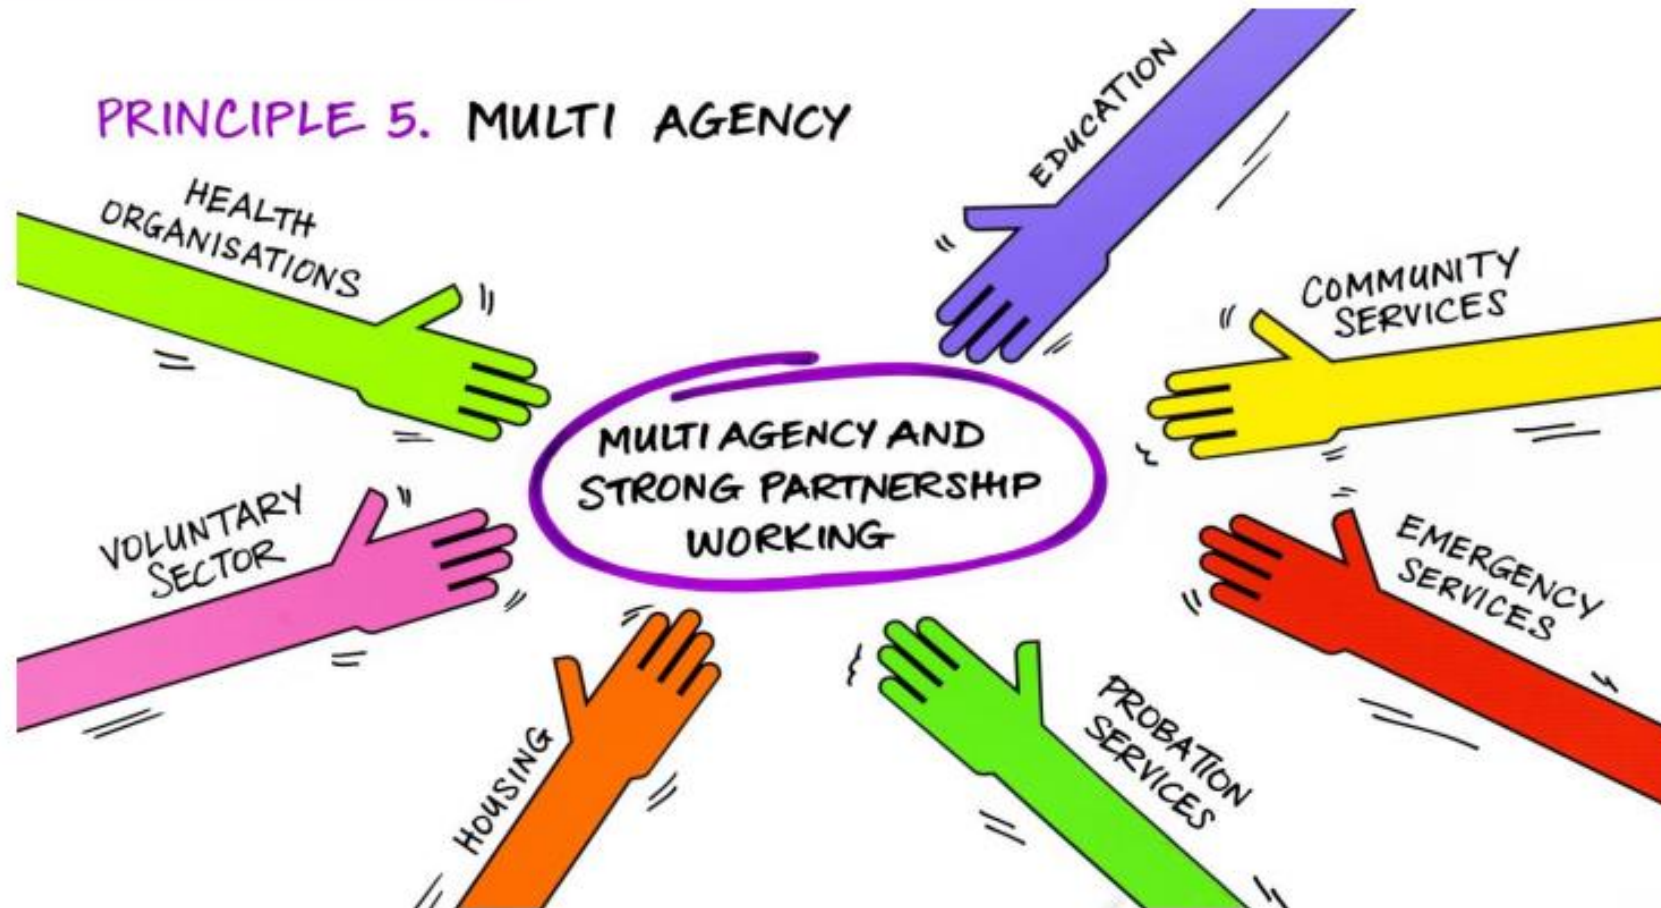 PRINCIPLE 5. MULTI AGENCY
HEALTH
ORGANISATIONS
EDUCATION
COMMUNITY
SERVICES
MULTI AGENCY AND
STRONG PARTNERSHIP
WORKING
VOLUNTARY
SECTOR
EMERGENCY
SERVICES
HOUSING
PROBATION
SERVICES